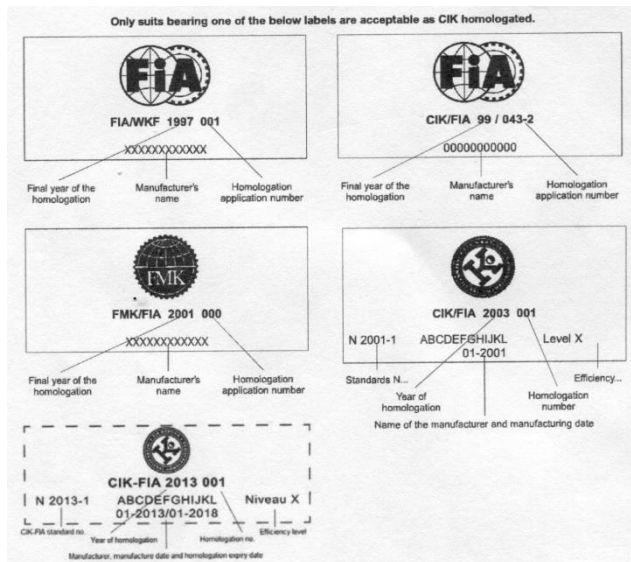 Only suits bearing one of the below labels are acceptable as CIK homologated.
FiA
FIA/WKF 1997 001
XXXXXXXXXXXX
Final year of the homologation
Manufacturer's name
Homologation application number
FiA
CIK/FIA 99 / 043-2
00000000000
Final year of the homologation
Manufacturer's name
Homologation application number
FMK
FMK/FIA 2001 000
XXXXXXXXXXXX
Final year of the homologation
Manufacturer's name
Homologation application number
CIK/FIA 2003 001
N 2001-1 ABCDEFGHIJKL Level X
01-2001
Standards N...
Efficiency...
Year of homologation
Homologation number
Name of the manufacturer and manufacturing date
CIK-FIA 2013 001
N 2013-1 ABCDEFGHIJKL Niveau X
01-2013/01-2018
CIK-FIA standard no.
Year of homologation
Homologation no.
Efficiency level
Manufacturer, manufacture date and homologation expiry date